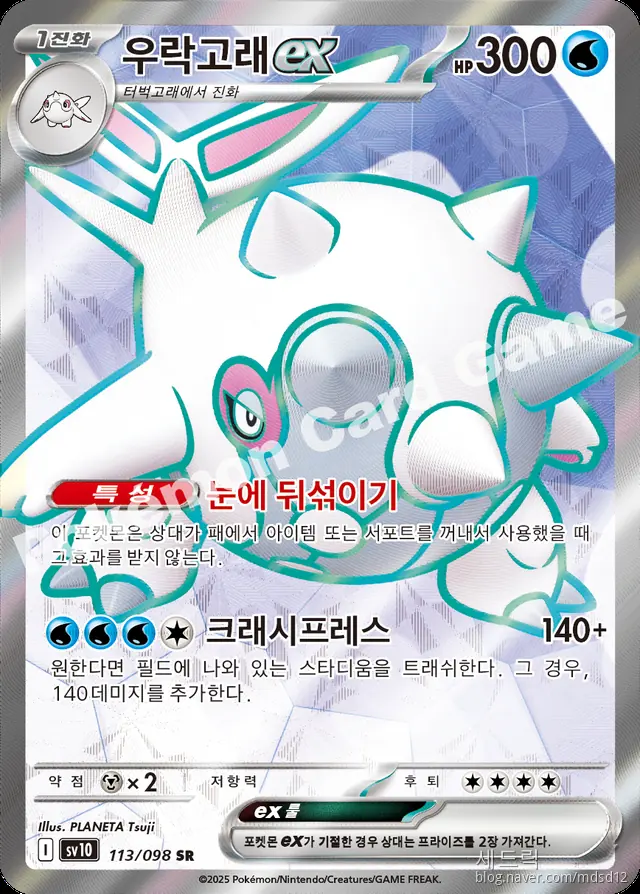 1진화
우락고래ex
HP300
터벅고래에서 진화
Pokémon Card Game
특성 눈에 뒤섞이기
이 포켓몬은 상대가 패에서 아이템 또는 서포트를 꺼내서 사용했을 때
그 효과를 받지 않는다.
크래시프레스 140+
원한다면 필드에 나와 있는 스타디움을 트래쉬한다. 그 경우,
140데미지를 추가한다.
약점 ×2 저항력 후퇴
ex 룰
포켓몬 ex가 기절한 경우 상대는 프라이즈를 2장 가져간다.
Illus. PLANETA Tsuji
I sv10 113/098 SR
©2025 Pokémon/Nintendo/Creatures/GAME FREAK.
세드릭
blog.naver.com/mdsd12